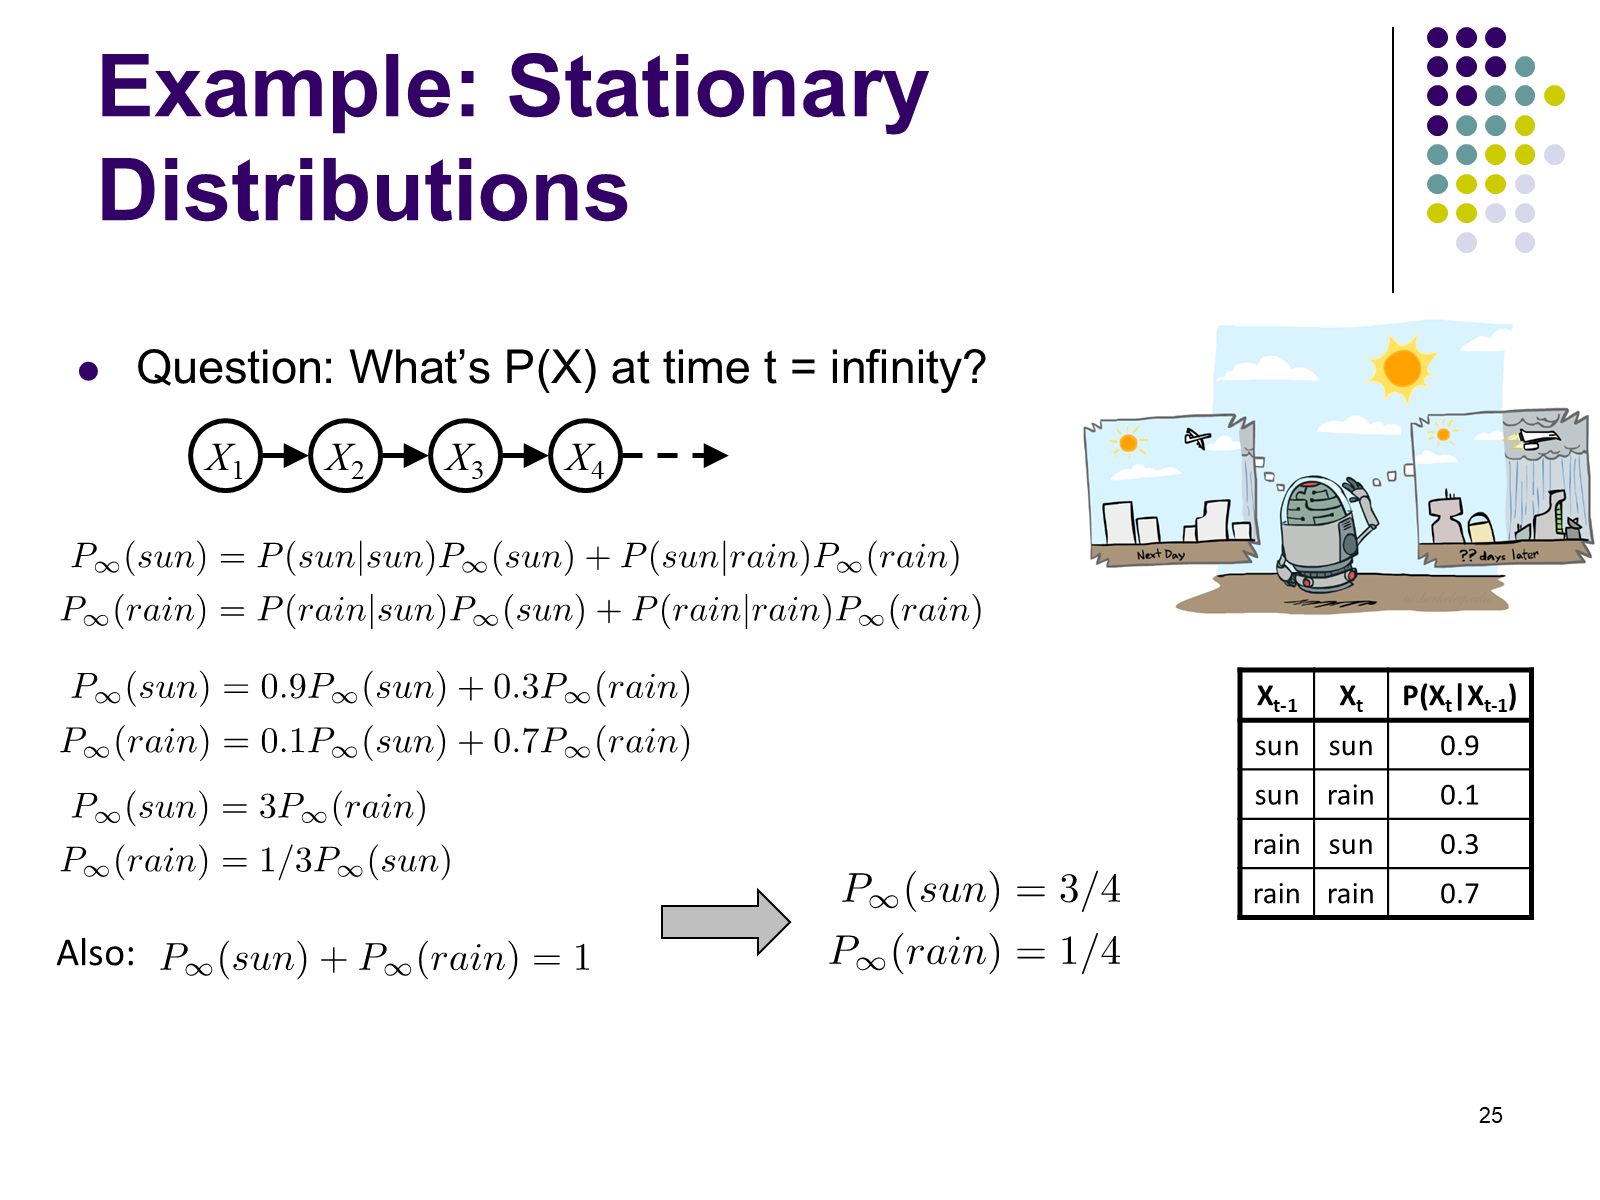 Example: Stationary
Distributions
● Question: What's P(X) at time t = infinity?
X₁ X₂ X₃ X₄
P∞(sun) = P(sun|sun)P∞(sun) + P(sun|rain)P∞(rain)
P∞(rain) = P(rain|sun)P∞(sun) + P(rain|rain)P∞(rain)
P∞(sun) = 0.9P∞(sun) + 0.3P∞(rain)
P∞(rain) = 0.1P∞(sun) + 0.7P∞(rain)
P∞(sun) = 3P∞(rain)
P∞(rain) = 1/3P∞(sun)
Also: P∞(sun) + P∞(rain) = 1
P∞(sun) = 3/4
P∞(rain) = 1/4
Next Day
?? days later
Xt-1 Xt P(Xt|Xt-1)
sun sun 0.9
sun rain 0.1
rain sun 0.3
rain rain 0.7
25